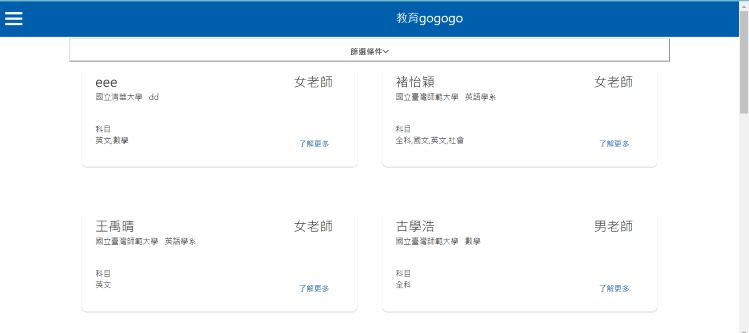 教育gogogo
篩選條件
eee 女老師
國立清華大學 dd
科目
英文,數學
了解更多
褚怡穎 女老師
國立臺灣師範大學 英語學系
科目
全科,國文,英文,社會
了解更多
王禹晴 女老師
國立臺灣師範大學 英語學系
科目
英文
了解更多
古學浩 男老師
國立臺灣師範大學 數學
科目
全科
了解更多